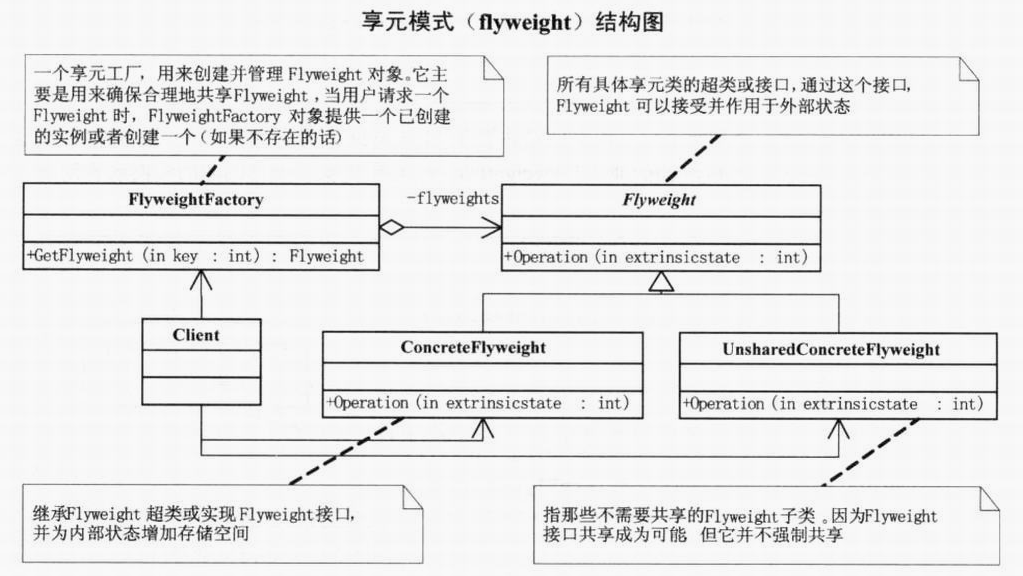 享元模式（flyweight）结构图
一个享元工厂，用来创建并管理 Flyweight 对象。它主
要是用来确保合理地共享Flyweight，当用户请求一个
Flyweight 时，FlyweightFactory 对象提供一个已创建
的实例或者创建一个（如果不存在的话）
所有具体享元类的超类或接口，通过这个接口，
Flyweight 可以接受并作用于外部状态
FlyweightFactory
+GetFlyweight(in key : int) : Flyweight
-flyweights
Flyweight
+Operation(in extrinsicstate : int)
Client
ConcreteFlyweight
+Operation(in extrinsicstate : int)
UnsharedConcreteFlyweight
+Operation(in extrinsicstate : int)
继承Flyweight 超类或实现 Flyweight接口，
并为内部状态增加存储空间
指那些不需要共享的Flyweight子类。因为Flyweight
接口共享成为可能 但它并不强制共享